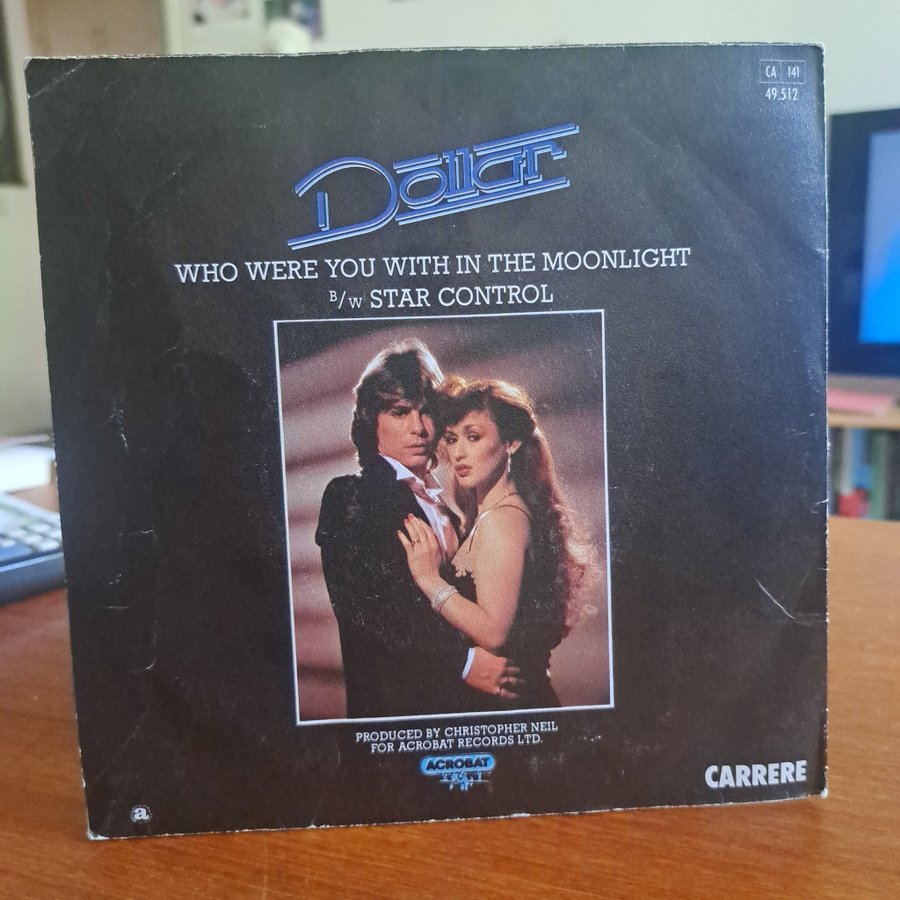 CA 141
49.512
Dollar
WHO WERE YOU WITH IN THE MOONLIGHT
B/W STAR CONTROL
PRODUCED BY CHRISTOPHER NEIL
FOR ACROBAT RECORDS LTD.
ACROBAT
CARRERE
a